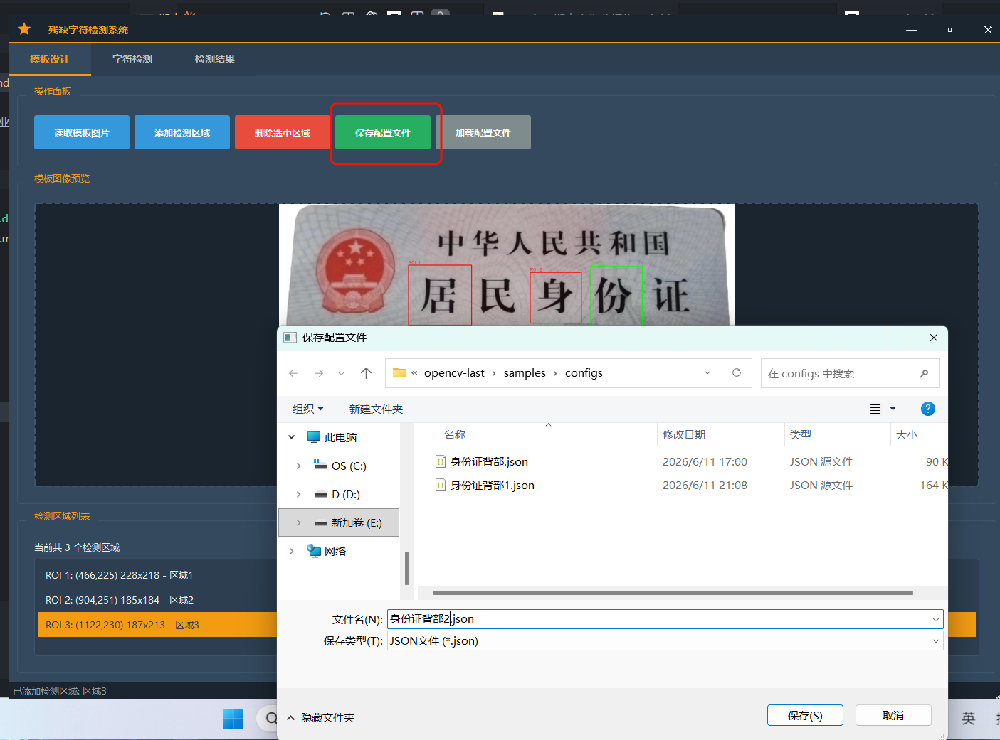 残缺字符检测系统
模板设计 字符检测 检测结果
操作面板
读取模板图片 添加检测区域 删除选中区域 保存配置文件 加载配置文件
模板图像预览
中华人民共和国
ROI 1
ROI 2
居民身份证
保存配置文件
« opencv-last › samples › configs
在 configs 中搜索
组织 新建文件夹
此电脑
OS (C:)
D (D:)
新加卷 (E:)
网络
名称 修改日期 类型 大小
身份证背部.json 2026/6/11 17:00 JSON 源文件 90 K
身份证背部1.json 2026/6/11 21:08 JSON 源文件 164 K
检测区域列表
当前共 3 个检测区域
ROI 1: (466,225) 228x218 - 区域1
ROI 2: (904,251) 185x184 - 区域2
ROI 3: (1122,230) 187x213 - 区域3
文件名(N): 身份证背部2.json
保存类型(T): JSON文件 (*.json)
已添加检测区域: 区域3
隐藏文件夹
保存(S) 取消
英